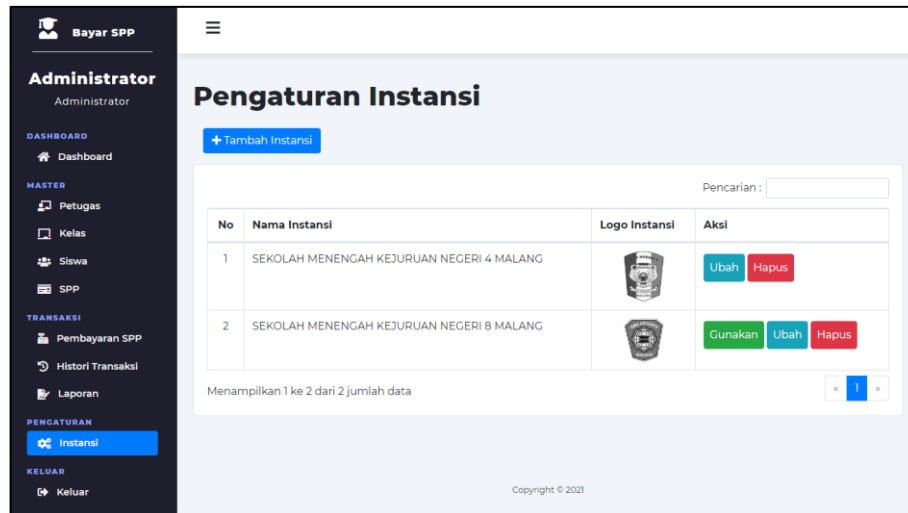 Bayar SPP
Administrator
Administrator
DASHBOARD
Dashboard
MASTER
Petugas
Kelas
Siswa
SPP
TRANSAKSI
Pembayaran SPP
Histori Transaksi
Laporan
PENGATURAN
Instansi
KELUAR
Keluar
Pengaturan Instansi
+ Tambah Instansi
Pencarian :
No Nama Instansi Logo Instansi Aksi
1 SEKOLAH MENENGAH KEJURUAN NEGERI 4 MALANG Ubah Hapus
2 SEKOLAH MENENGAH KEJURUAN NEGERI 8 MALANG Gunakan Ubah Hapus
Menampilkan 1 ke 2 dari 2 jumlah data
« 1 »
Copyright © 2021